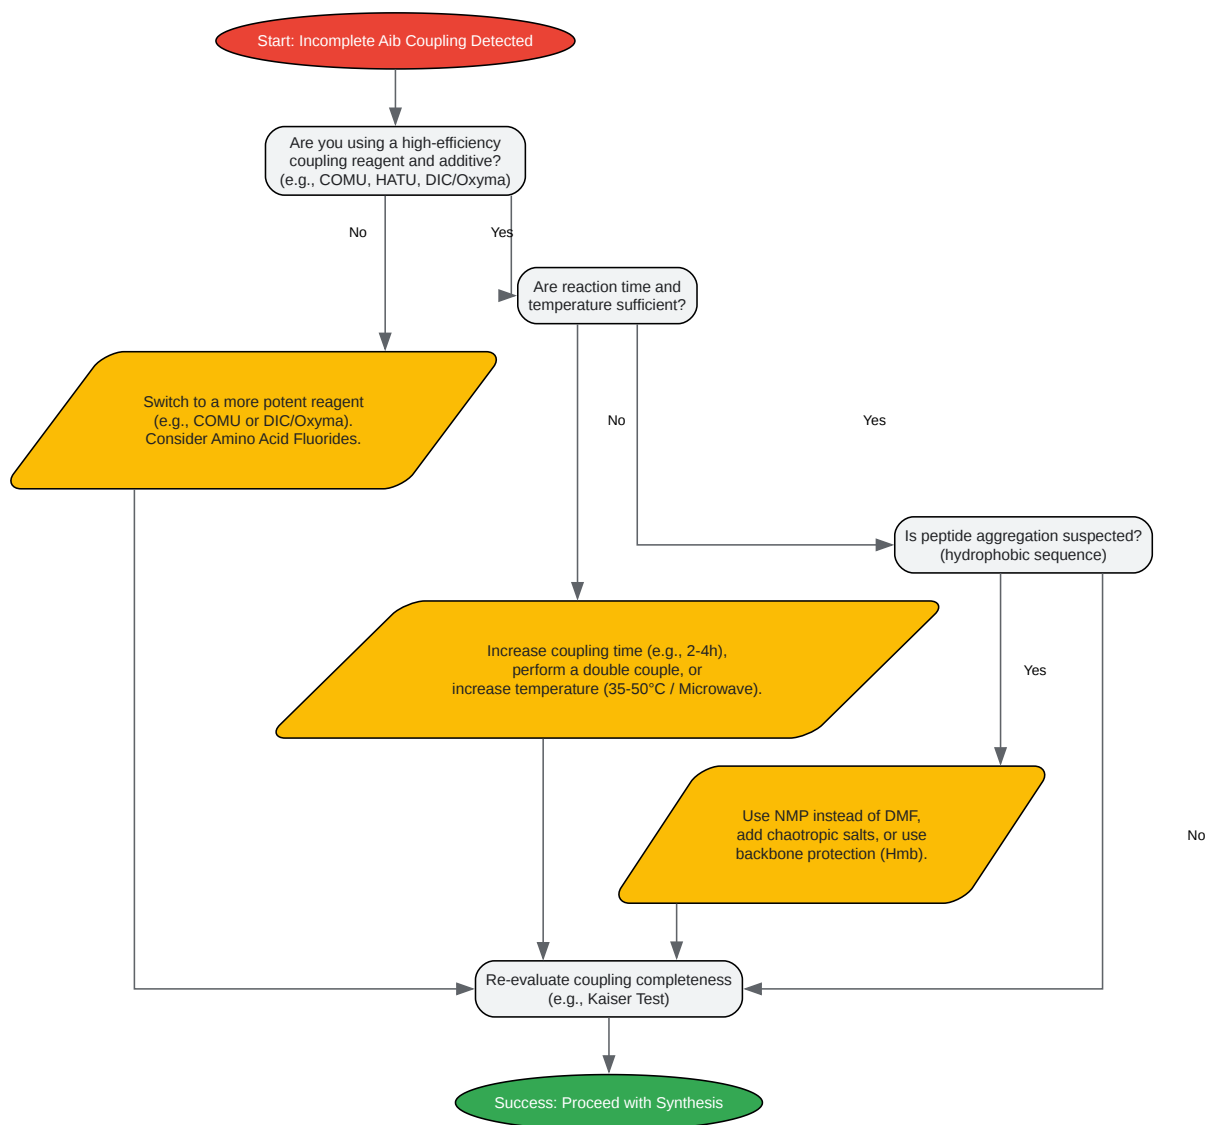 Start: Incomplete Aib Coupling Detected
Are you using a high-efficiency
coupling reagent and additive?
(e.g., COMU, HATU, DIC/Oxyma)
No
Yes
Are reaction time and
temperature sufficient?
Switch to a more potent reagent
(e.g., COMU or DIC/Oxyma).
Consider Amino Acid Fluorides.
No
Yes
Is peptide aggregation suspected?
(hydrophobic sequence)
Increase coupling time (e.g., 2-4h),
perform a double couple, or
increase temperature (35-50°C / Microwave).
Yes
Use NMP instead of DMF,
add chaotropic salts, or use
backbone protection (Hmb).
No
Re-evaluate coupling completeness
(e.g., Kaiser Test)
Success: Proceed with Synthesis